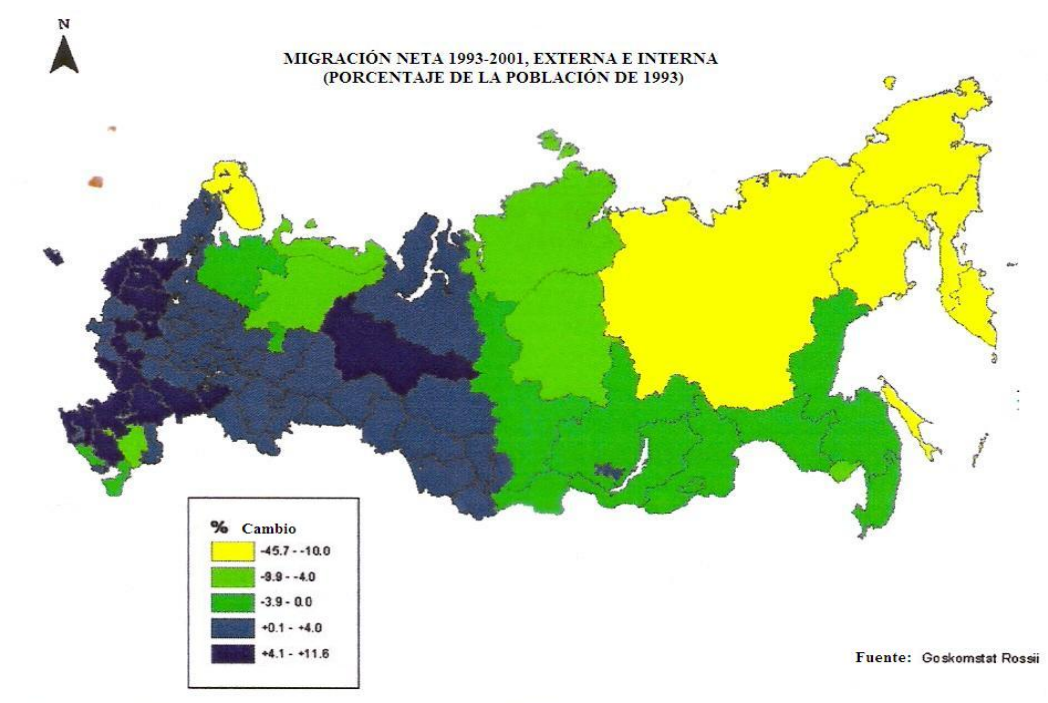 N
MIGRACIÓN NETA 1993-2001, EXTERNA E INTERNA
(PORCENTAJE DE LA POBLACIÓN DE 1993)
% Cambio
-45.7 - -10.0
-9.9 - -4.0
-3.9 - 0.0
+0.1 - +4.0
+4.1 - +11.6
Fuente: Goskomstat Rossii